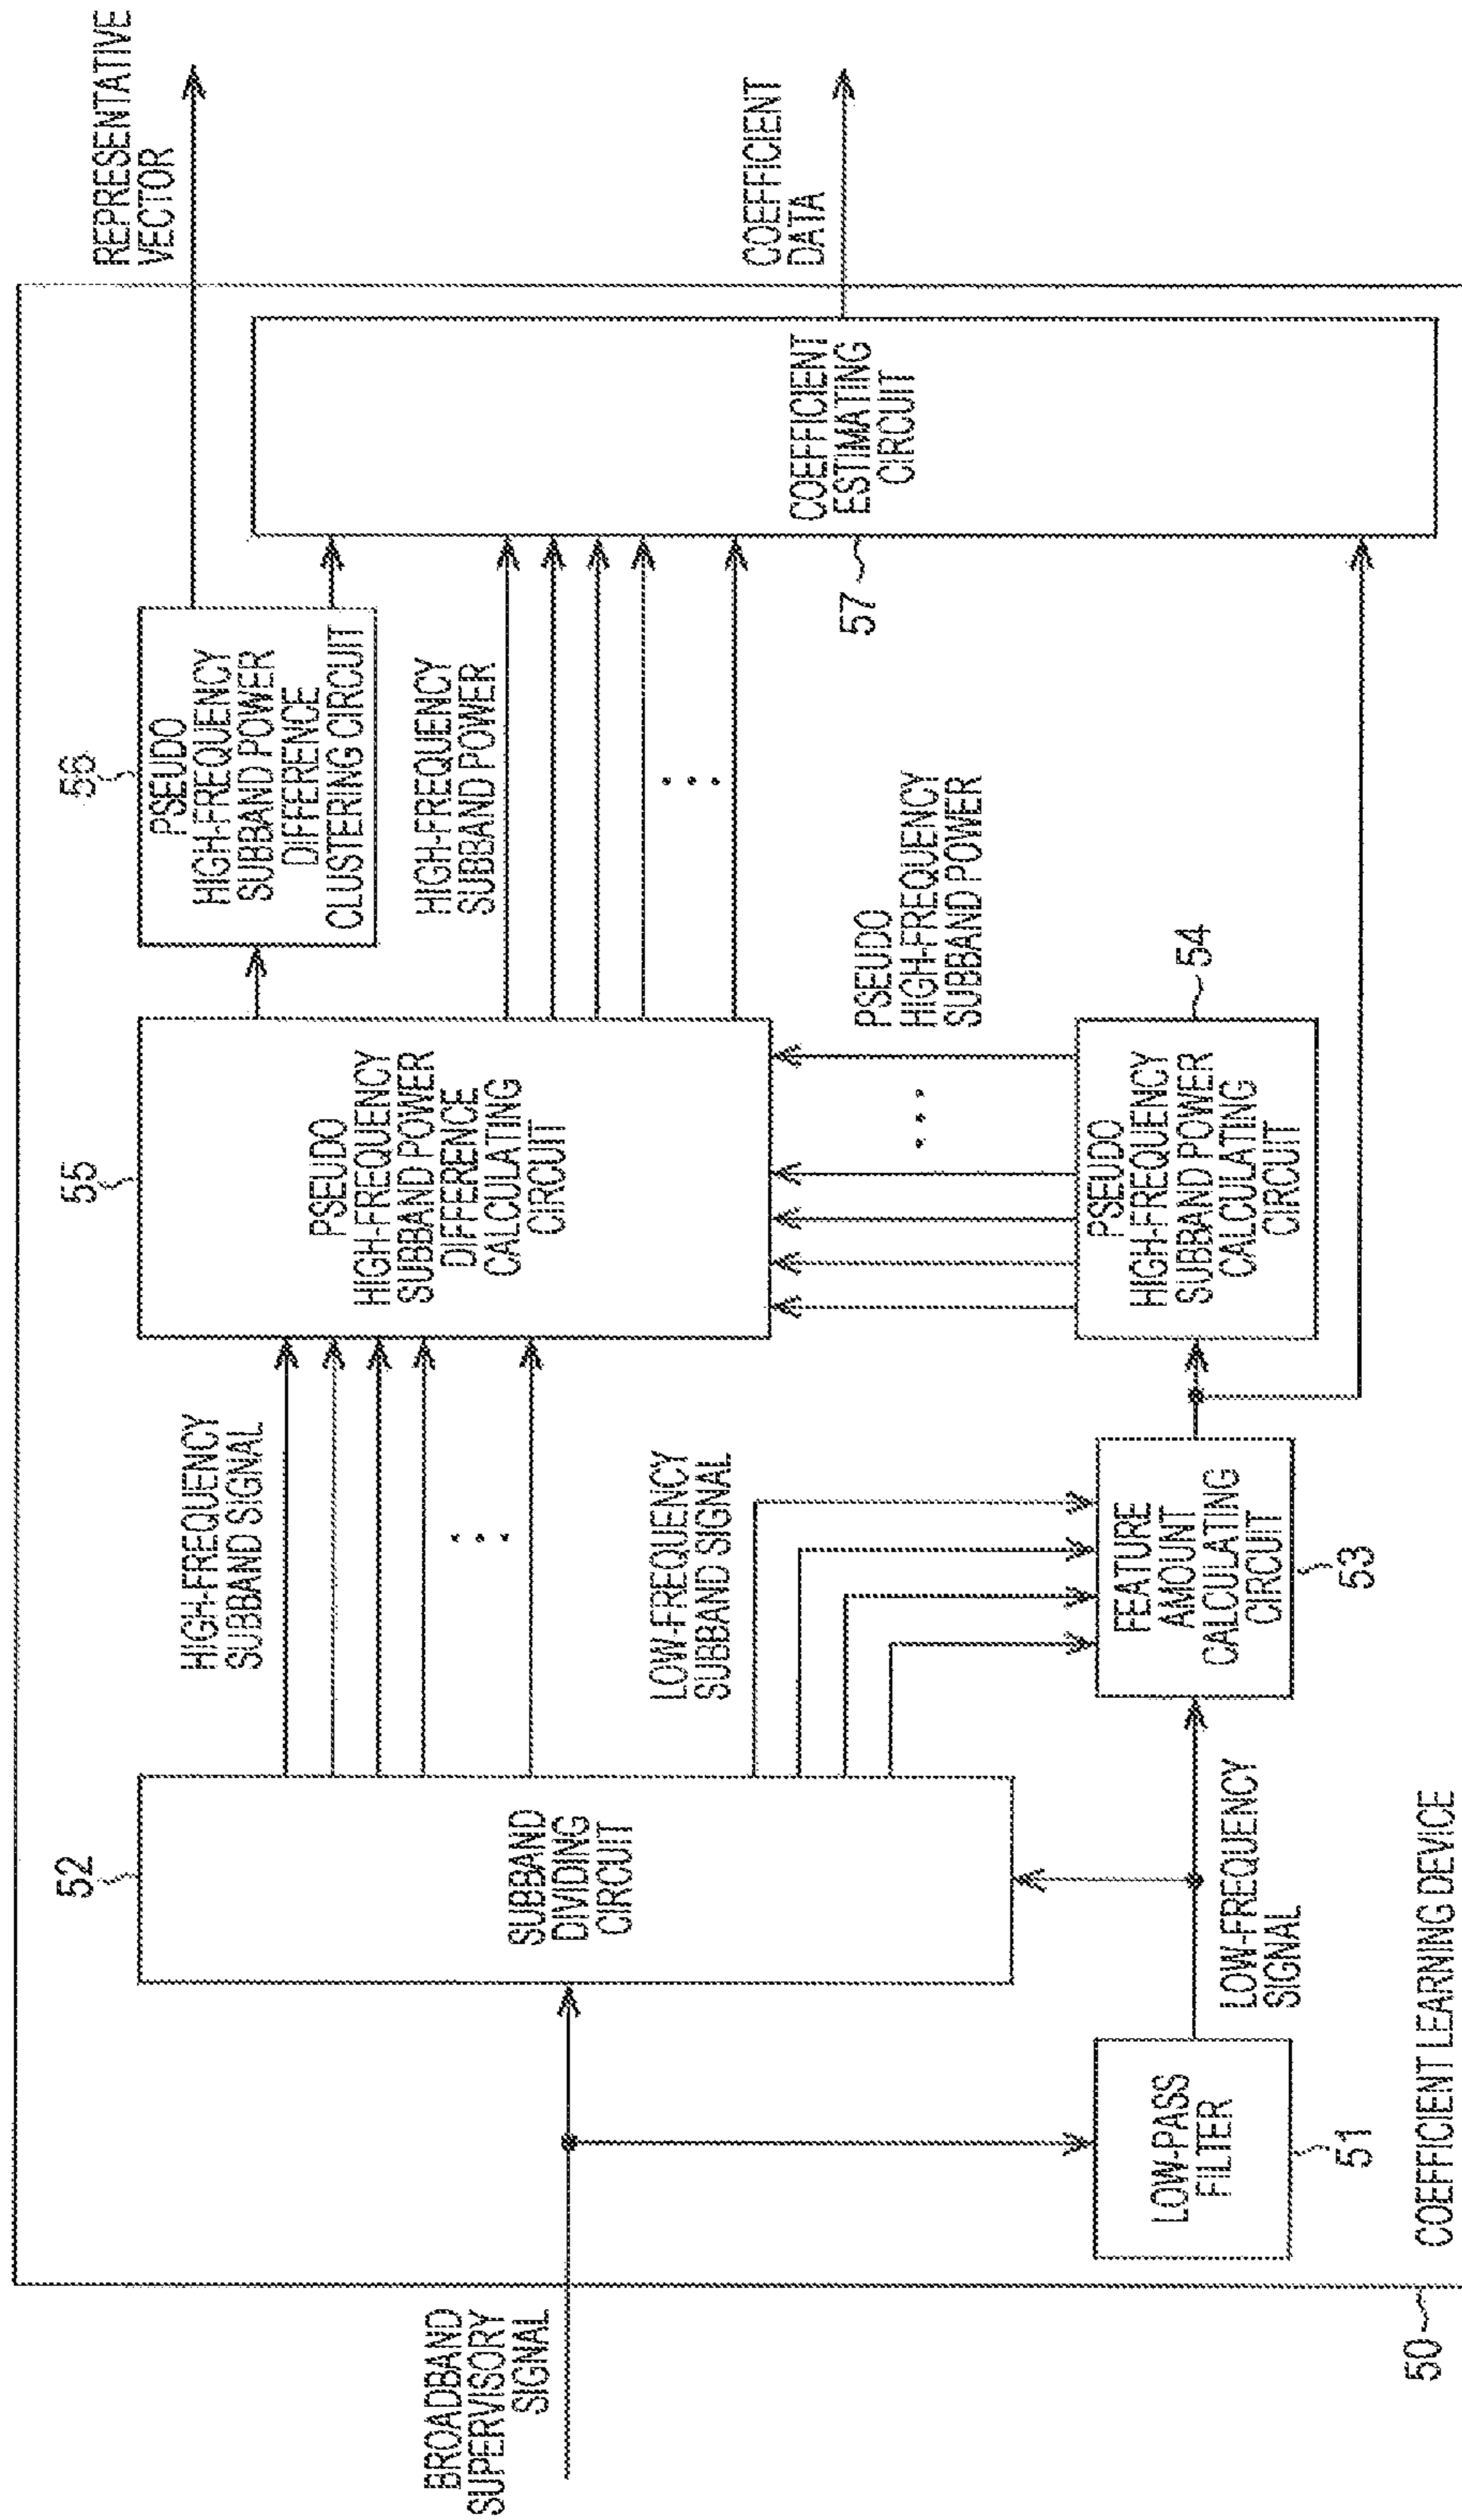 BROADBAND
SUPERVISORY
SIGNAL
50
COEFFICIENT LEARNING DEVICE
52
SUBBAND
DIVIDING
CIRCUIT
LOW-PASS
FILTER
51
LOW-FREQUENCY
SIGNAL
HIGH-FREQUENCY
SUBBAND SIGNAL
...
LOW-FREQUENCY
SUBBAND SIGNAL
FEATURE
AMOUNT
CALCULATING
CIRCUIT
53
55
PSEUDO
HIGH-FREQUENCY
SUBBAND POWER
DIFFERENCE
CALCULATING
CIRCUIT
...
PSEUDO
HIGH-FREQUENCY
SUBBAND POWER
54
PSEUDO
HIGH-FREQUENCY
SUBBAND POWER
CALCULATING
CIRCUIT
56
PSEUDO
HIGH-FREQUENCY
SUBBAND POWER
DIFFERENCE
CLUSTERING CIRCUIT
HIGH-FREQUENCY
SUBBAND POWER
...
57
COEFFICIENT
ESTIMATING
CIRCUIT
REPRESENTATIVE
VECTOR
COEFFICIENT
DATA